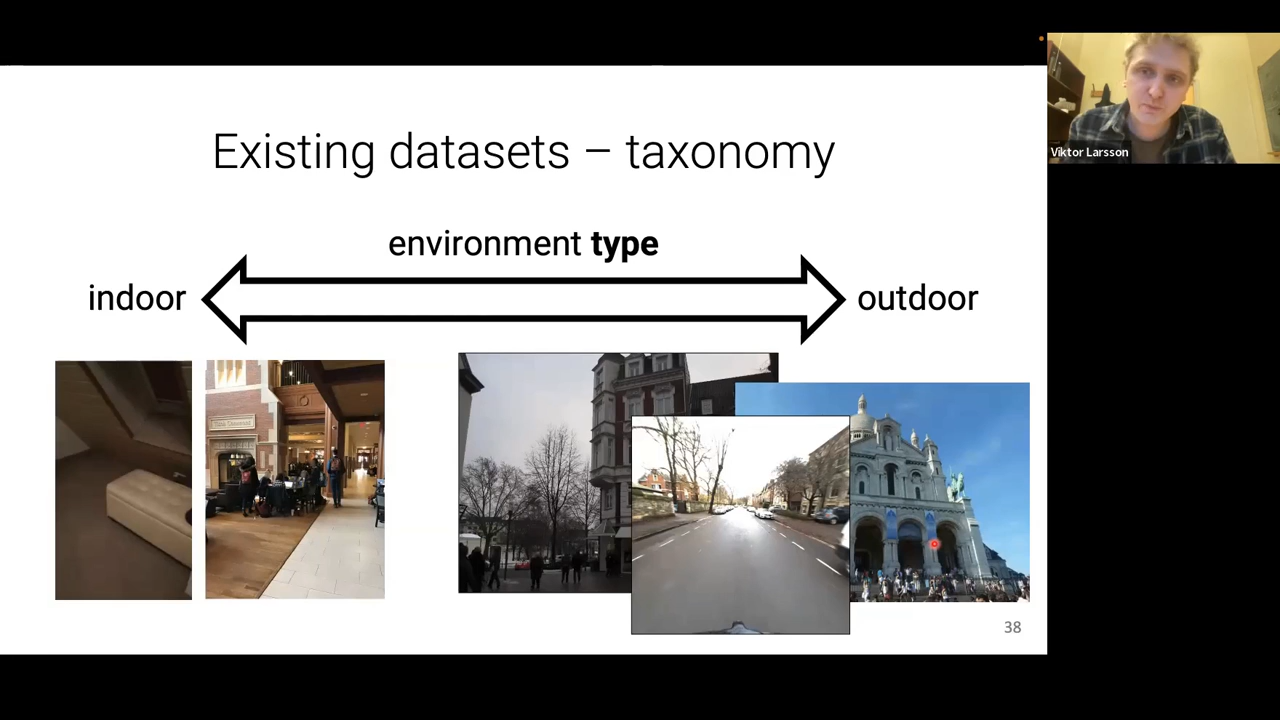 Existing datasets – taxonomy
environment type
indoor
outdoor
38
Viktor Larsson